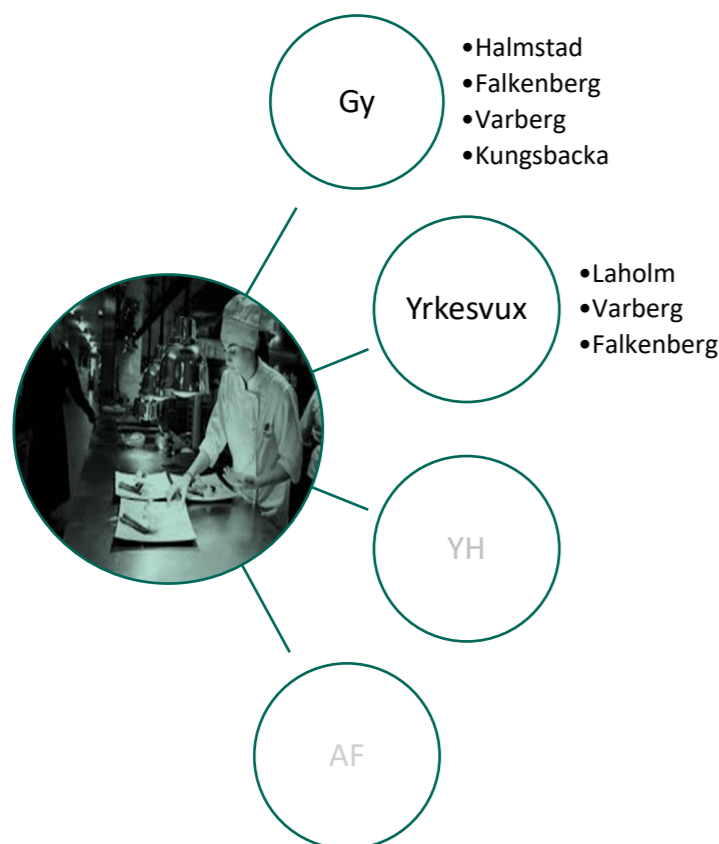 Gy
•Halmstad
•Falkenberg
•Varberg
•Kungsbacka
Yrkesvux
•Laholm
•Varberg
•Falkenberg
YH
AF